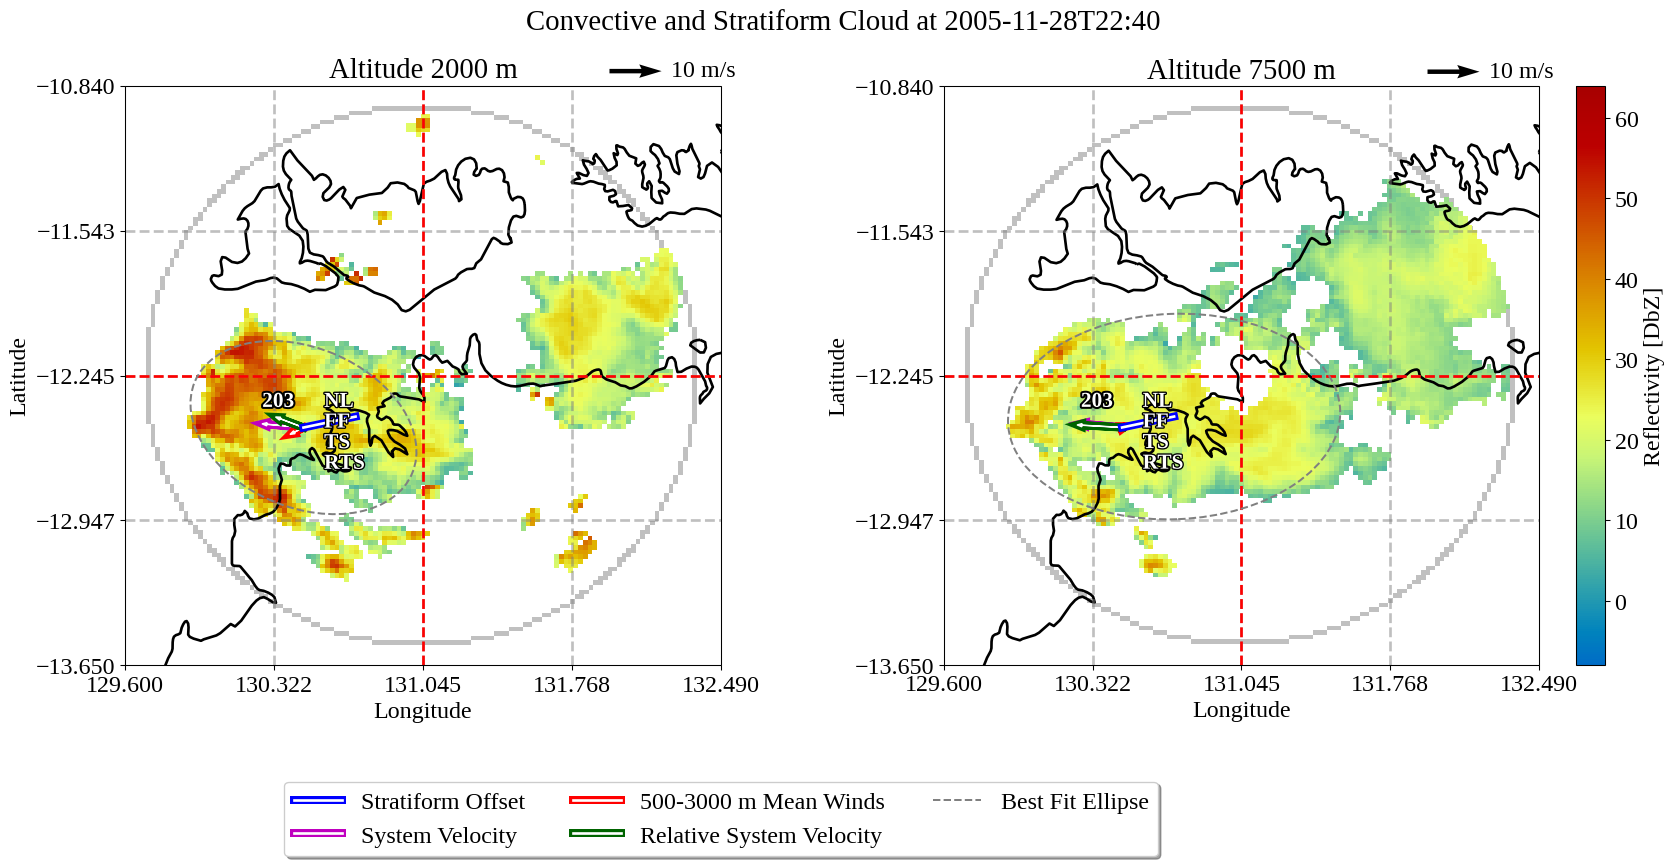 Convective and Stratiform Cloud at 2005-11-28T22:40
Altitude 2000 m
10 m/s
Altitude 7500 m
10 m/s
−10.840
−11.543
−12.245
−12.947
−13.650
Latitude
129.600
130.322
131.045
131.768
132.490
Longitude
203
NL
FF
TS
RTS
−10.840
−11.543
−12.245
−12.947
−13.650
Latitude
129.600
130.322
131.045
131.768
132.490
Longitude
203
NL
FF
TS
RTS
60
50
40
30
20
10
0
Reflectivity [DbZ]
Stratiform Offset
500-3000 m Mean Winds
Best Fit Ellipse
System Velocity
Relative System Velocity